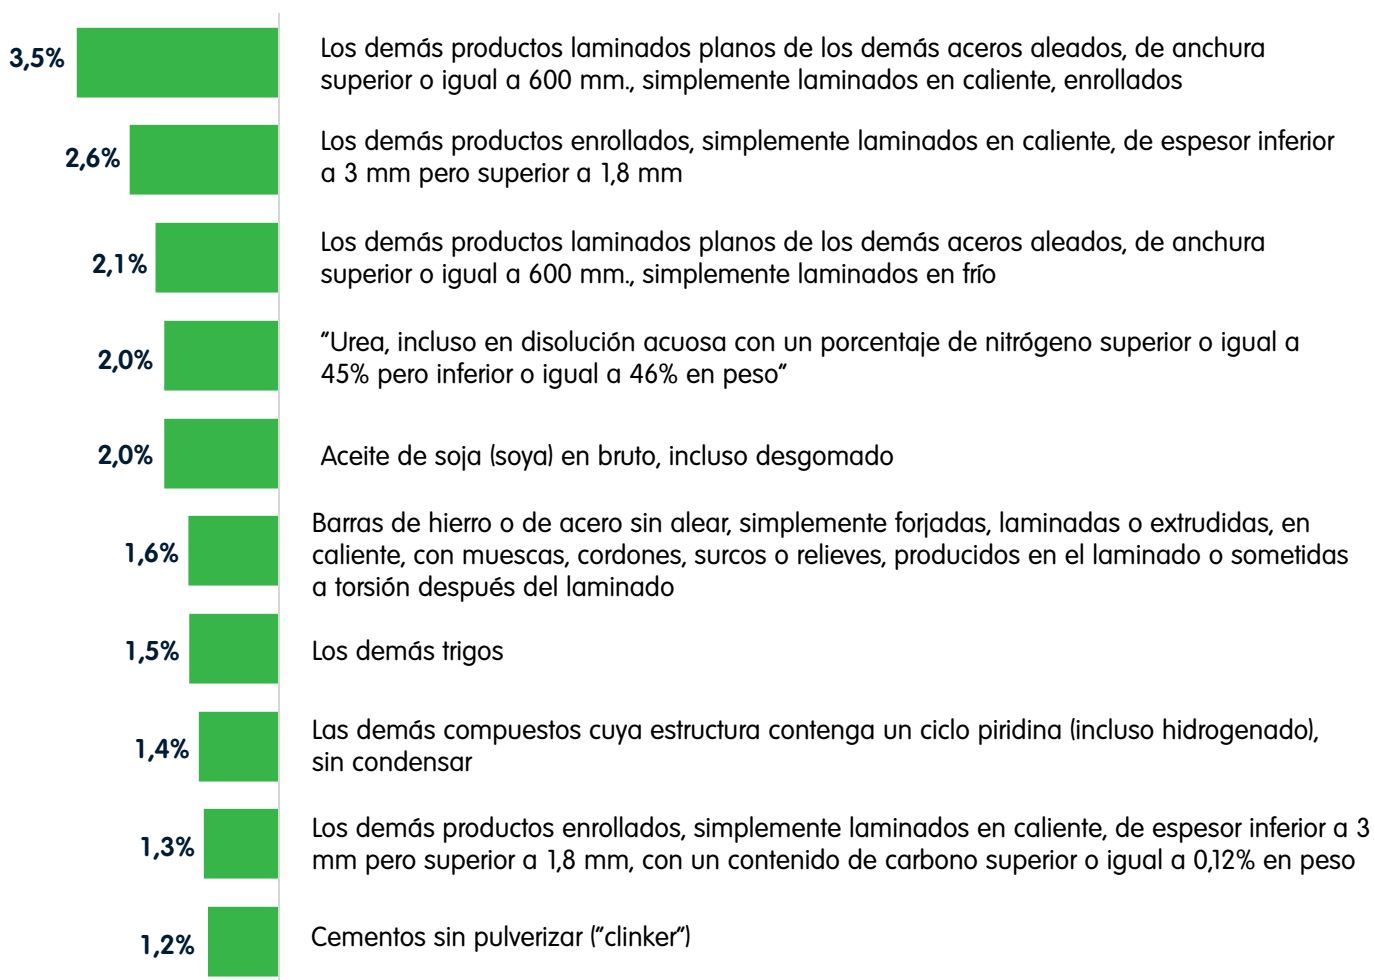 3,5%
Los demás productos laminados planos de los demás aceros aleados, de anchura
superior o igual a 600 mm., simplemente laminados en caliente, enrollados
2,6%
Los demás productos enrollados, simplemente laminados en caliente, de espesor inferior
a 3 mm pero superior a 1,8 mm
2,1%
Los demás productos laminados planos de los demás aceros aleados, de anchura
superior o igual a 600 mm., simplemente laminados en frío
2,0%
“Urea, incluso en disolución acuosa con un porcentaje de nitrógeno superior o igual a
45% pero inferior o igual a 46% en peso”
2,0%
Aceite de soja (soya) en bruto, incluso desgomado
1,6%
Barras de hierro o de acero sin alear, simplemente forjadas, laminadas o extrudidas, en
caliente, con muescas, cordones, surcos o relieves, producidos en el laminado o sometidas
a torsión después del laminado
1,5%
Los demás trigos
1,4%
Las demás compuestos cuya estructura contenga un ciclo piridina (incluso hidrogenado),
sin condensar
1,3%
Los demás productos enrollados, simplemente laminados en caliente, de espesor inferior a 3
mm pero superior a 1,8 mm, con un contenido de carbono superior o igual a 0,12% en peso
1,2%
Cementos sin pulverizar (“clinker”)